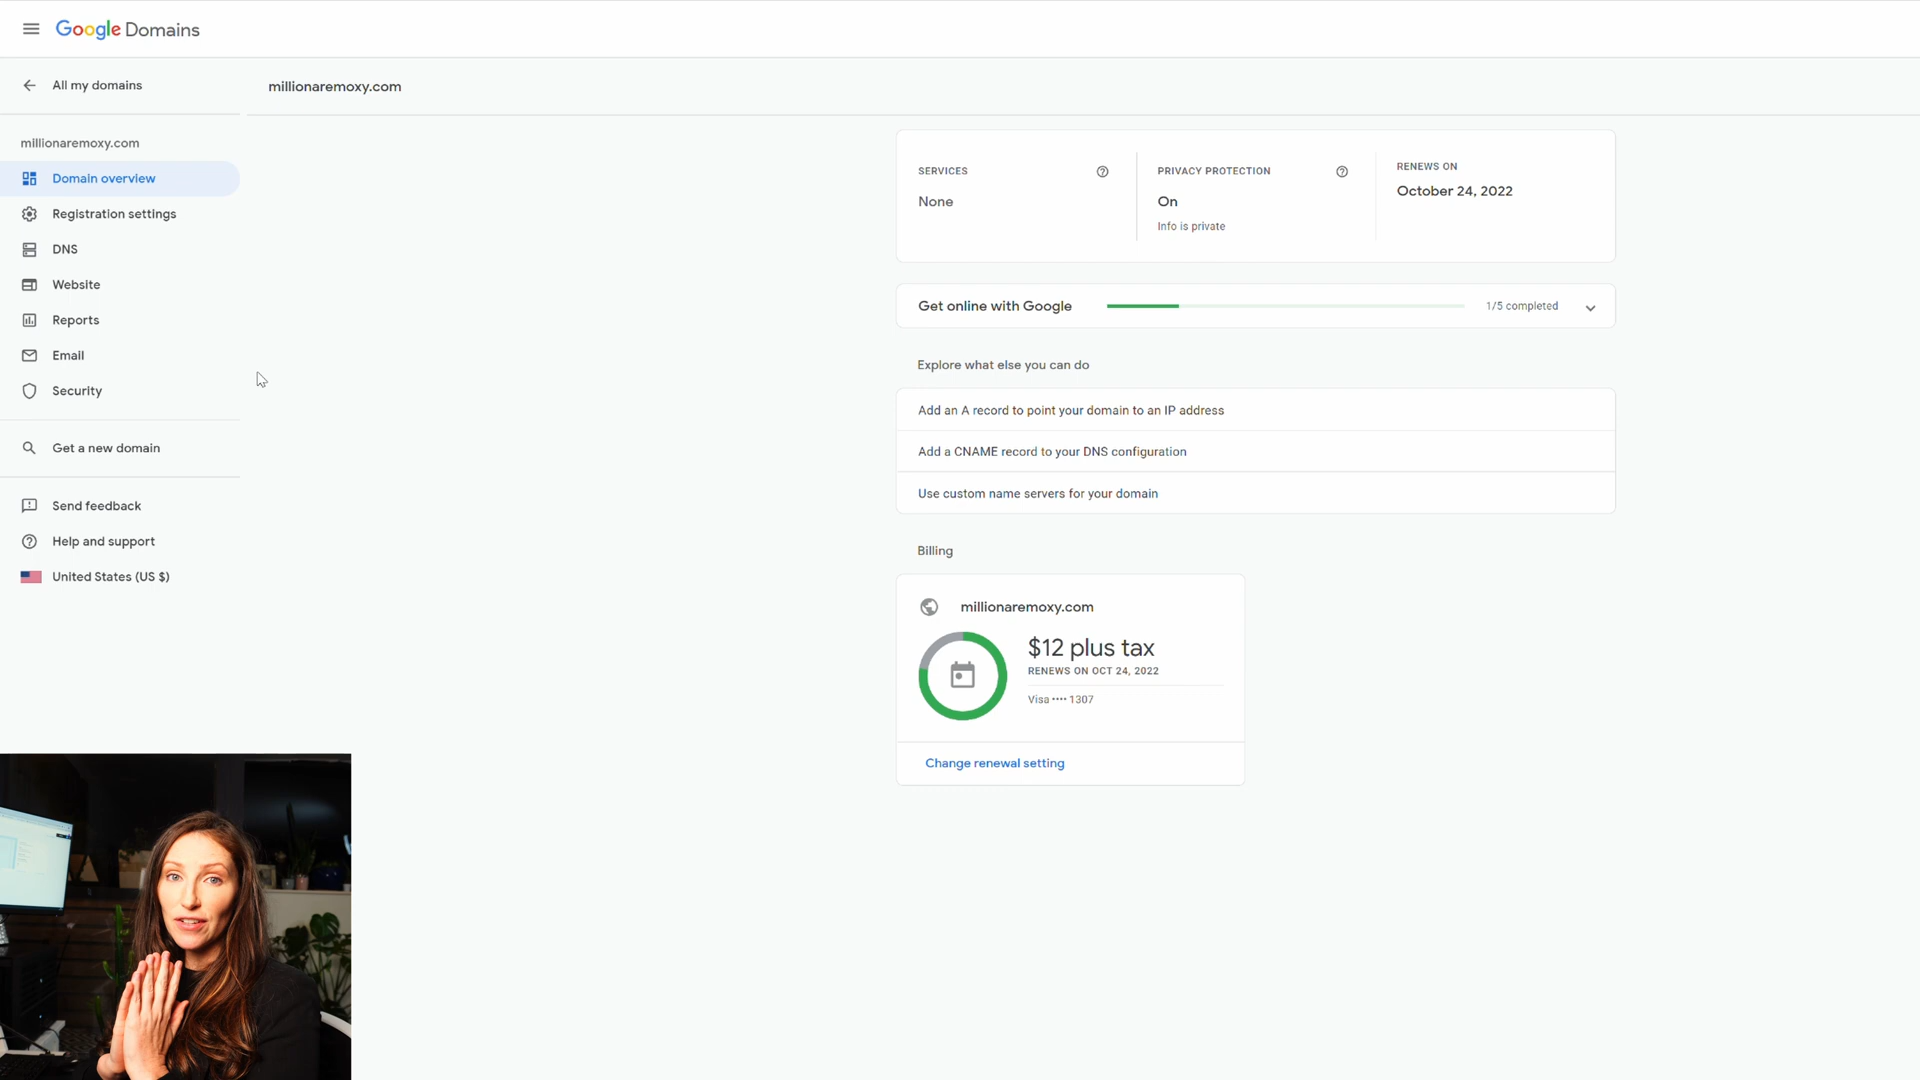 Google Domains
All my domains
millionaremoxy.com
millionaremoxy.com
Domain overview
Registration settings
DNS
Website
Reports
Email
Security
Get a new domain
Send feedback
Help and support
United States (US $)
SERVICES
None
PRIVACY PROTECTION
On
Info is private
RENEWS ON
October 24, 2022
Get online with Google
1/5 completed
Explore what else you can do
Add an A record to point your domain to an IP address
Add a CNAME record to your DNS configuration
Use custom name servers for your domain
Billing
millionaremoxy.com
$12 plus tax
RENEWS ON OCT 24, 2022
Visa •••• 1307
Change renewal setting